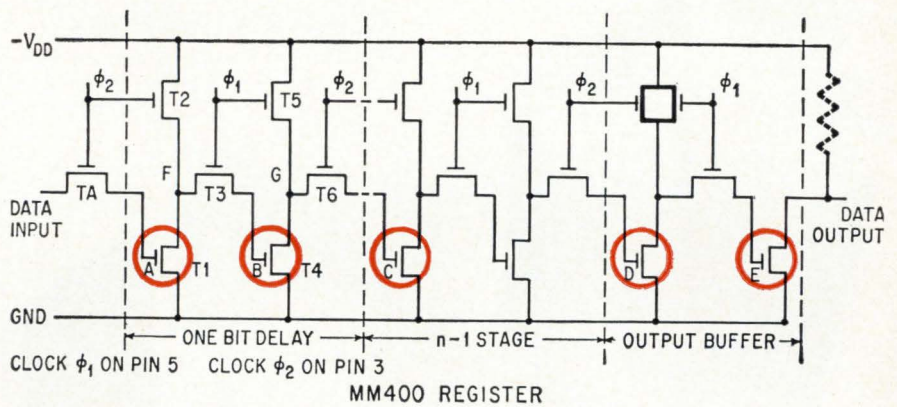 -V_DD
ϕ₂ ϕ₁ ϕ₂ ϕ₁ ϕ₂ ϕ₁
T2 T5
F G
TA T3 T6
DATA INPUT
DATA OUTPUT
A T1 B T4 C D E
GND
ONE BIT DELAY n-1 STAGE OUTPUT BUFFER
CLOCK ϕ₁ ON PIN 5 CLOCK ϕ₂ ON PIN 3
MM400 REGISTER